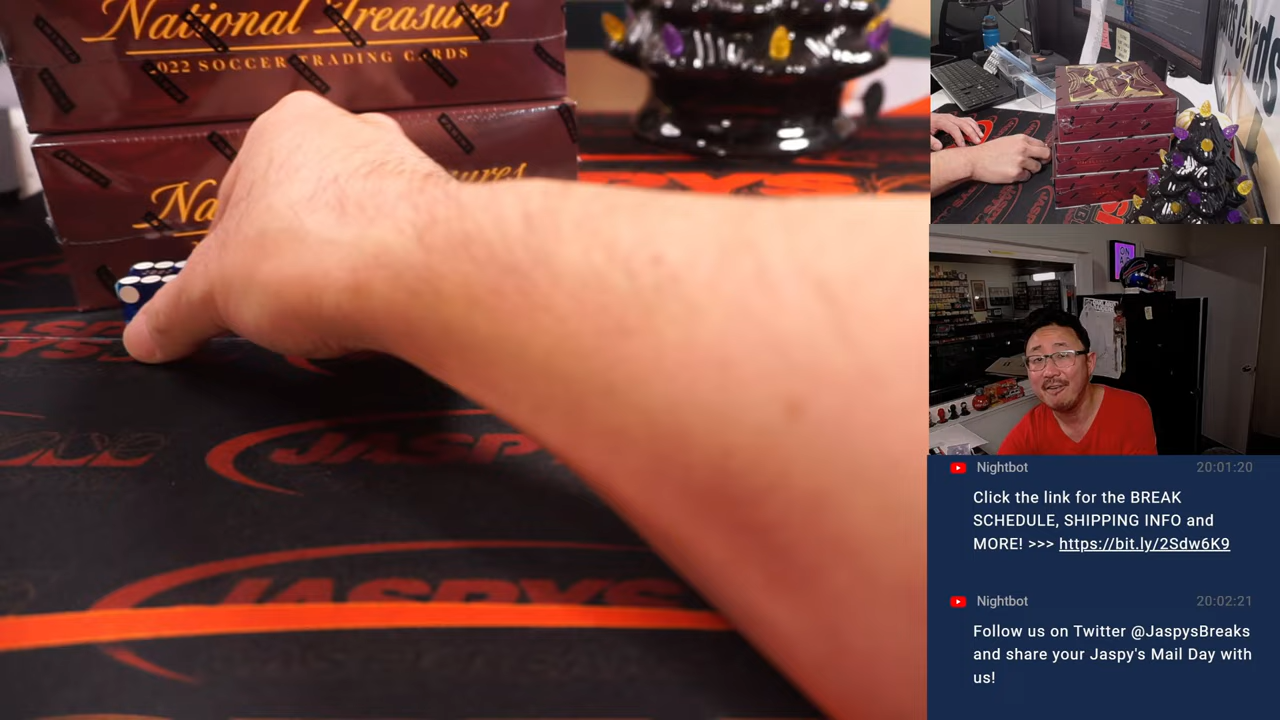 National Treasures
2022 SOCCER TRADING CARDS
JASPYS
Nightbot 20:01:20
Click the link for the BREAK
SCHEDULE, SHIPPING INFO and
MORE! >>> https://bit.ly/2Sdw6K9
Nightbot 20:02:21
Follow us on Twitter @JaspysBreaks
and share your Jaspy's Mail Day with
us!